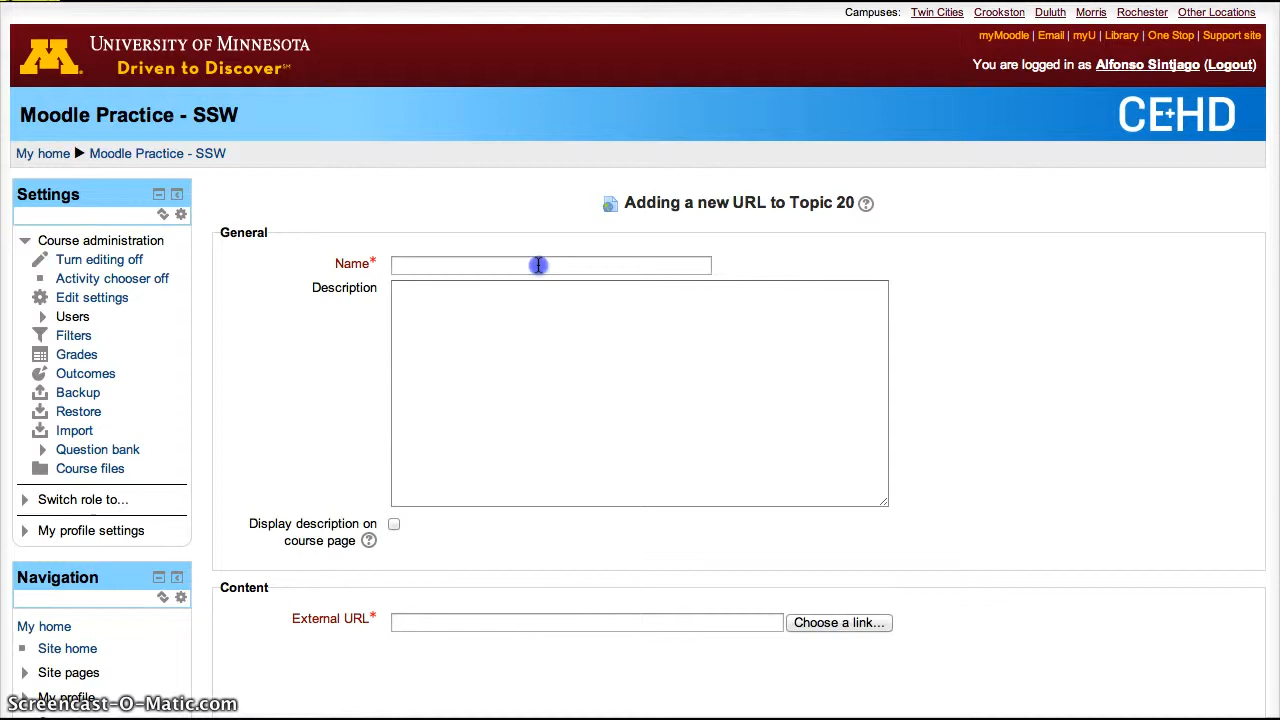 Campuses: Twin Cities Crookston Duluth Morris Rochester Other Locations
UNIVERSITY OF MINNESOTA
Driven to Discover℠
myMoodle | Email | myU | Library | One Stop | Support site
You are logged in as Alfonso Sintjago (Logout)
Moodle Practice - SSW
CEHD
My home ▶ Moodle Practice - SSW
Settings
Course administration
Turn editing off
Activity chooser off
Edit settings
Users
Filters
Grades
Outcomes
Backup
Restore
Import
Question bank
Course files
Switch role to...
My profile settings
Navigation
My home
Site home
Site pages
My profile
Adding a new URL to Topic 20
General
Name*
Description
Display description on
course page
Content
External URL*
Choose a link...
Screencast-O-Matic.com